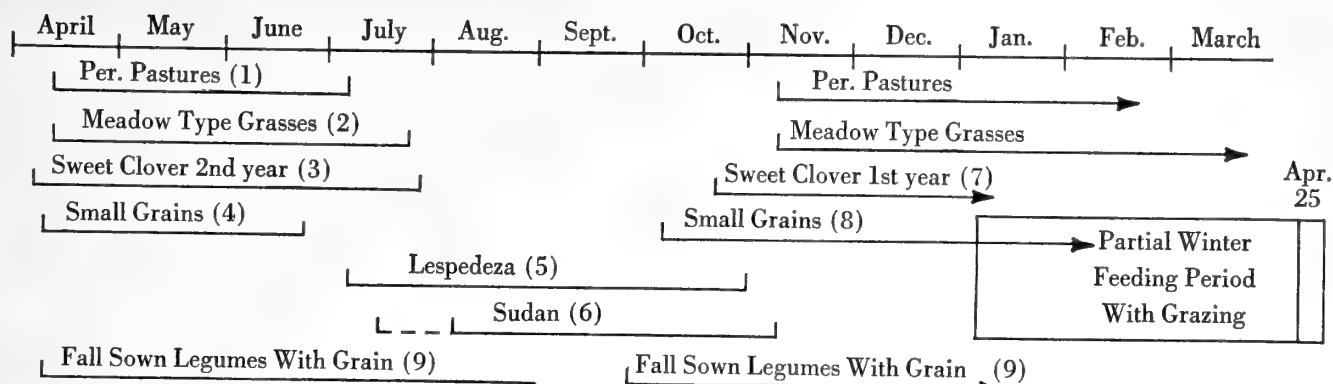 April May June July Aug. Sept. Oct. Nov. Dec. Jan. Feb. March
Per. Pastures (1) Per. Pastures
Meadow Type Grasses (2) Meadow Type Grasses
Sweet Clover 2nd year (3) Sweet Clover 1st year (7) Apr.
25
Small Grains (4) Small Grains (8) Partial Winter
Lespedeza (5) Feeding Period
Sudan (6) With Grazing
Fall Sown Legumes With Grain (9) Fall Sown Legumes With Grain (9)